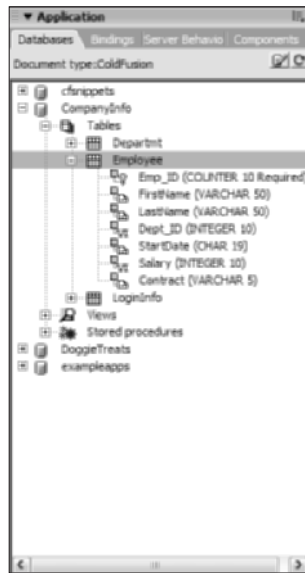 Application
Databases Bindings Server Behavio Components
Document type:ColdFusion
cfsnippets
CompanyInfo
Tables
Departmt
Employee
Emp_ID (COUNTER 10 Required)
FirstName (VARCHAR 50)
LastName (VARCHAR 50)
Dept_ID (INTEGER 10)
StartDate (CHAR 19)
Salary (INTEGER 10)
Contract (VARCHAR 5)
LoginInfo
Views
Stored procedures
DoggieTreats
exampleapps